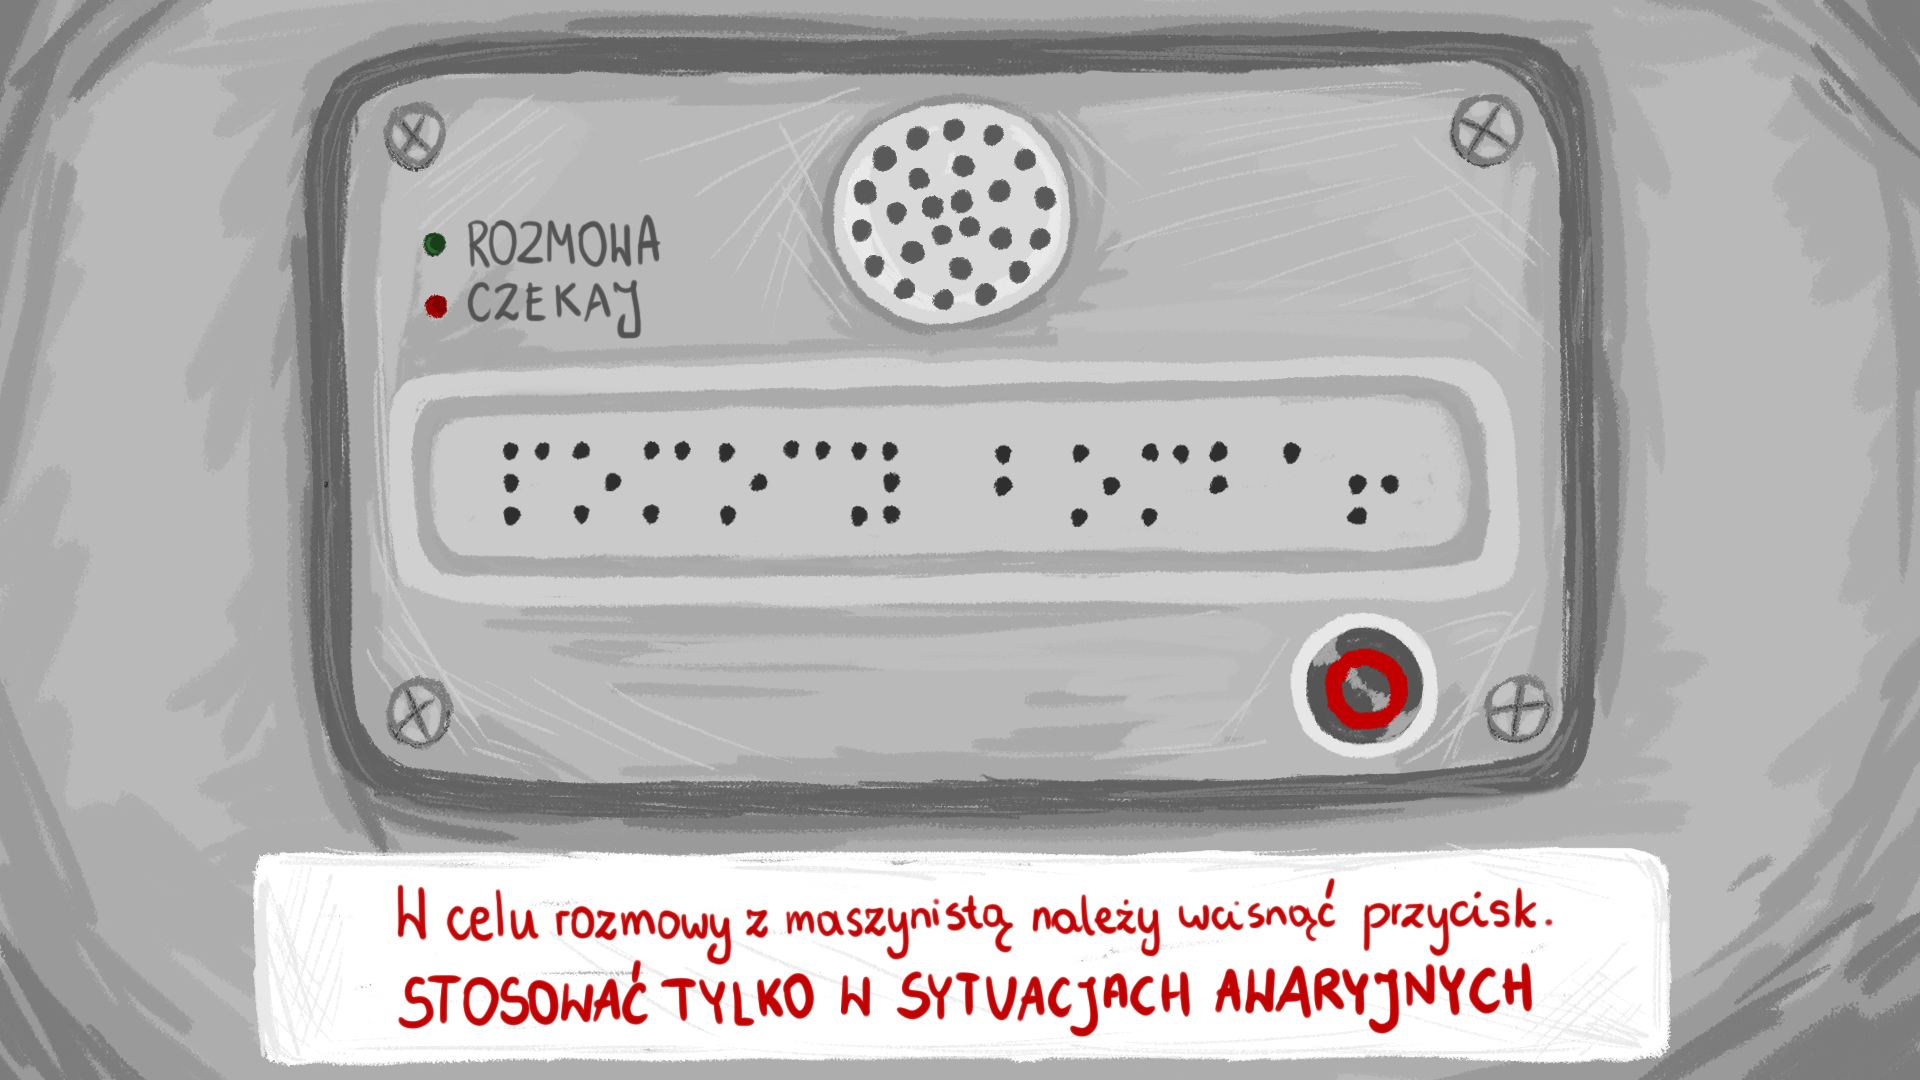 ROZMOWA
CZEKAJ
⠏⠕⠍⠕⠉⠽ ⠃⠕⠍⠃⠁⠖
W celu rozmowy z maszynistą należy wcisnąć przycisk.
STOSOWAĆ TYLKO W SYTUACJACH AWARYJNYCH